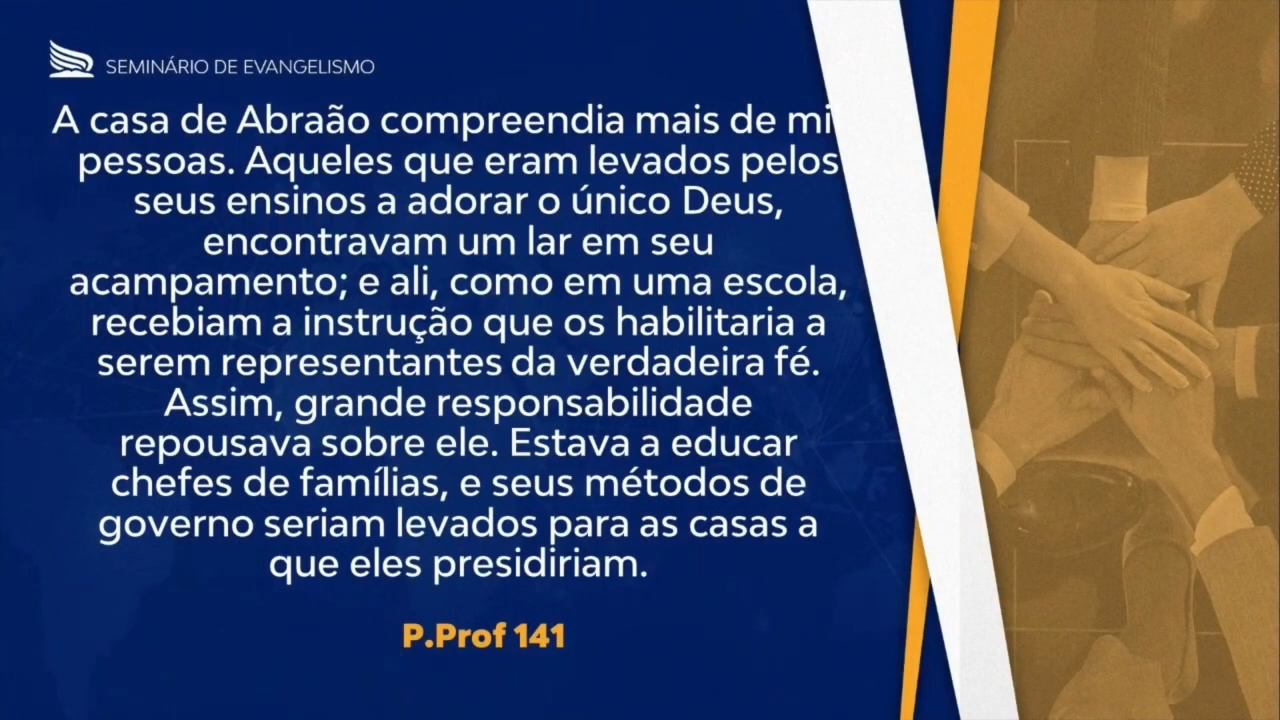 SEMINÁRIO DE EVANGELISMO
A casa de Abraão compreendia mais de mi
pessoas. Aqueles que eram levados pelos
seus ensinos a adorar o único Deus,
encontravam um lar em seu
acampamento; e ali, como em uma escola,
recebiam a instrução que os habilitaria a
serem representantes da verdadeira fé.
Assim, grande responsabilidade
repousava sobre ele. Estava a educar
chefes de famílias, e seus métodos de
governo seriam levados para as casas a
que eles presidiriam.
P.Prof 141